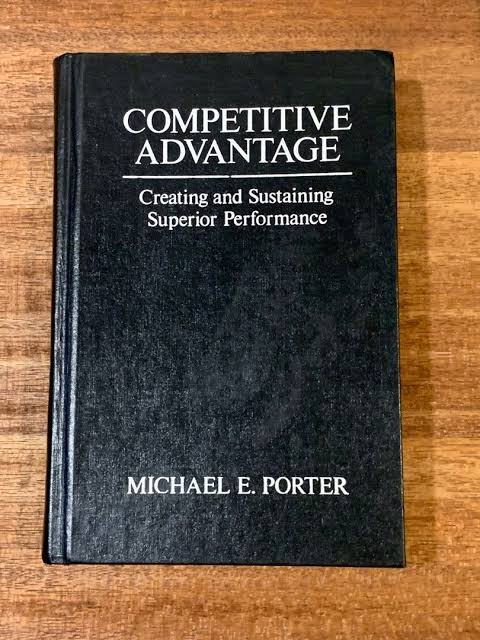 COMPETITIVE
ADVANTAGE
Creating and Sustaining
Superior Performance
MICHAEL E. PORTER